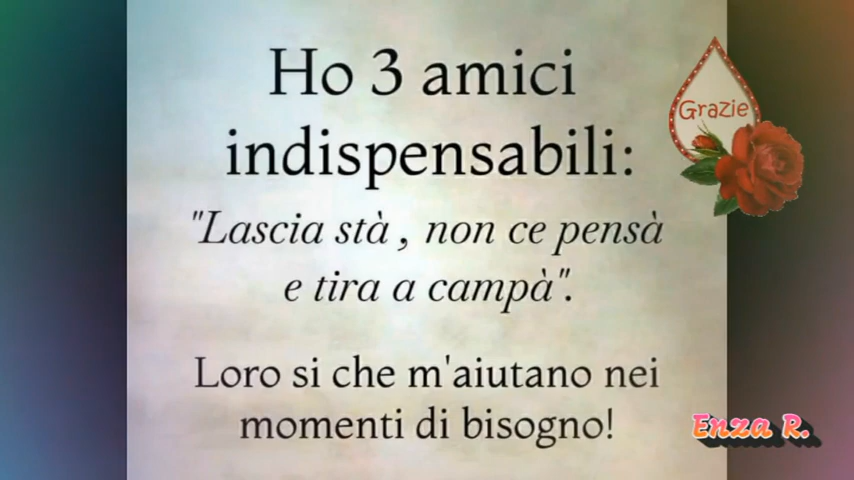 Ho 3 amici
indispensabili:
"Lascia stà , non ce pensà
e tira a campà".
Loro si che m'aiutano nei
momenti di bisogno!
Grazie
Enza R.